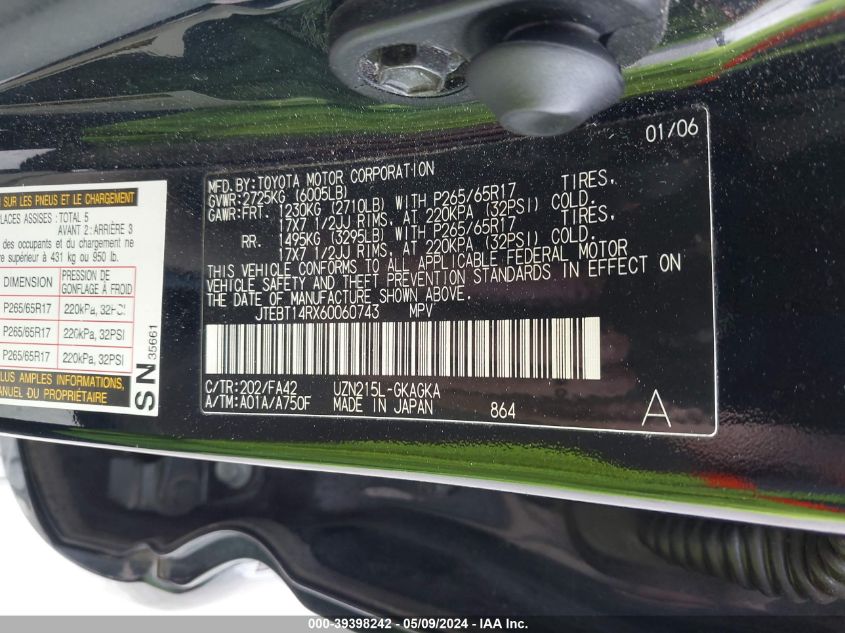 SUR LES PNEUS ET LE CHARGEMENT
PLACES ASSISES: TOTAL 5
AVANT 2: ARRIÈRE 3
des occupants et du chargement ne
supérieur à 431 kg ou 950 lb.
DIMENSION PRESSION DE GONFLAGE À FROID
P265/65R17 220kPa, 32PSI
P265/65R17 220kPa, 32PSI
P265/65R17 220kPa, 32PSI
PLUS AMPLES INFORMATIONS,
MANUEL DU PROPRIÉTAIRE
SN 35661
01/06
MFD.BY:TOYOTA MOTOR CORPORATION
GVWR:2725KG (6005LB)
GAWR:FRT. 1230KG (2710LB) WITH P265/65R17 TIRES,
17X7 1/2JJ RIMS, AT 220KPA (32PSI) COLD.
RR. 1495KG (3295LB) WITH P265/65R17 TIRES,
17X7 1/2JJ RIMS, AT 220KPA (32PSI) COLD.
THIS VEHICLE CONFORMS TO ALL APPLICABLE FEDERAL MOTOR
VEHICLE SAFETY AND THEFT PREVENTION STANDARDS IN EFFECT ON
THE DATE OF MANUFACTURE SHOWN ABOVE.
JTEBT14RX60060743 MPV
C/TR:202/FA42 UZN215L-GKAGKA
A/TM:A01A/A750F MADE IN JAPAN 864 A
000-39398242 - 05/09/2024 - IAA Inc.